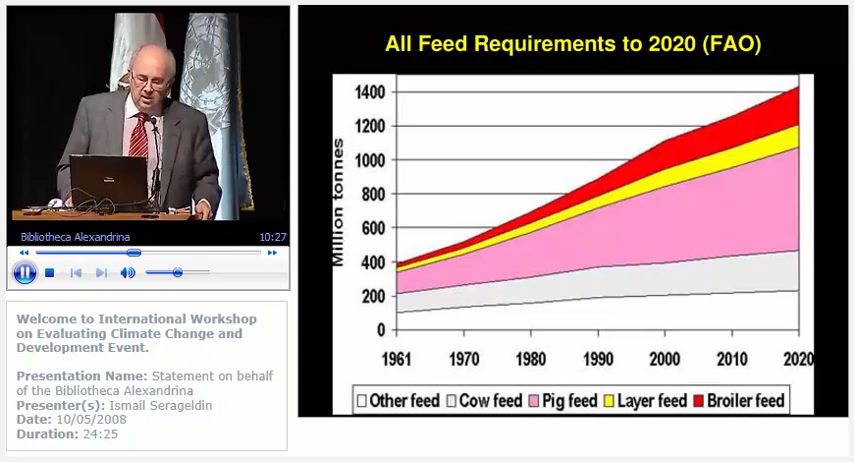 Bibliotheca Alexandrina 10:27
Welcome to International Workshop
on Evaluating Climate Change and
Development Event.
Presentation Name: Statement on behalf
of the Bibliotheca Alexandrina
Presenter(s): Ismail Serageldin
Date: 10/05/2008
Duration: 24:25
All Feed Requirements to 2020 (FAO)
Million tonnes
1400
1200
1000
800
600
400
200
0
1961 1970 1980 1990 2000 2010 2020
Other feed Cow feed Pig feed Layer feed Broiler feed